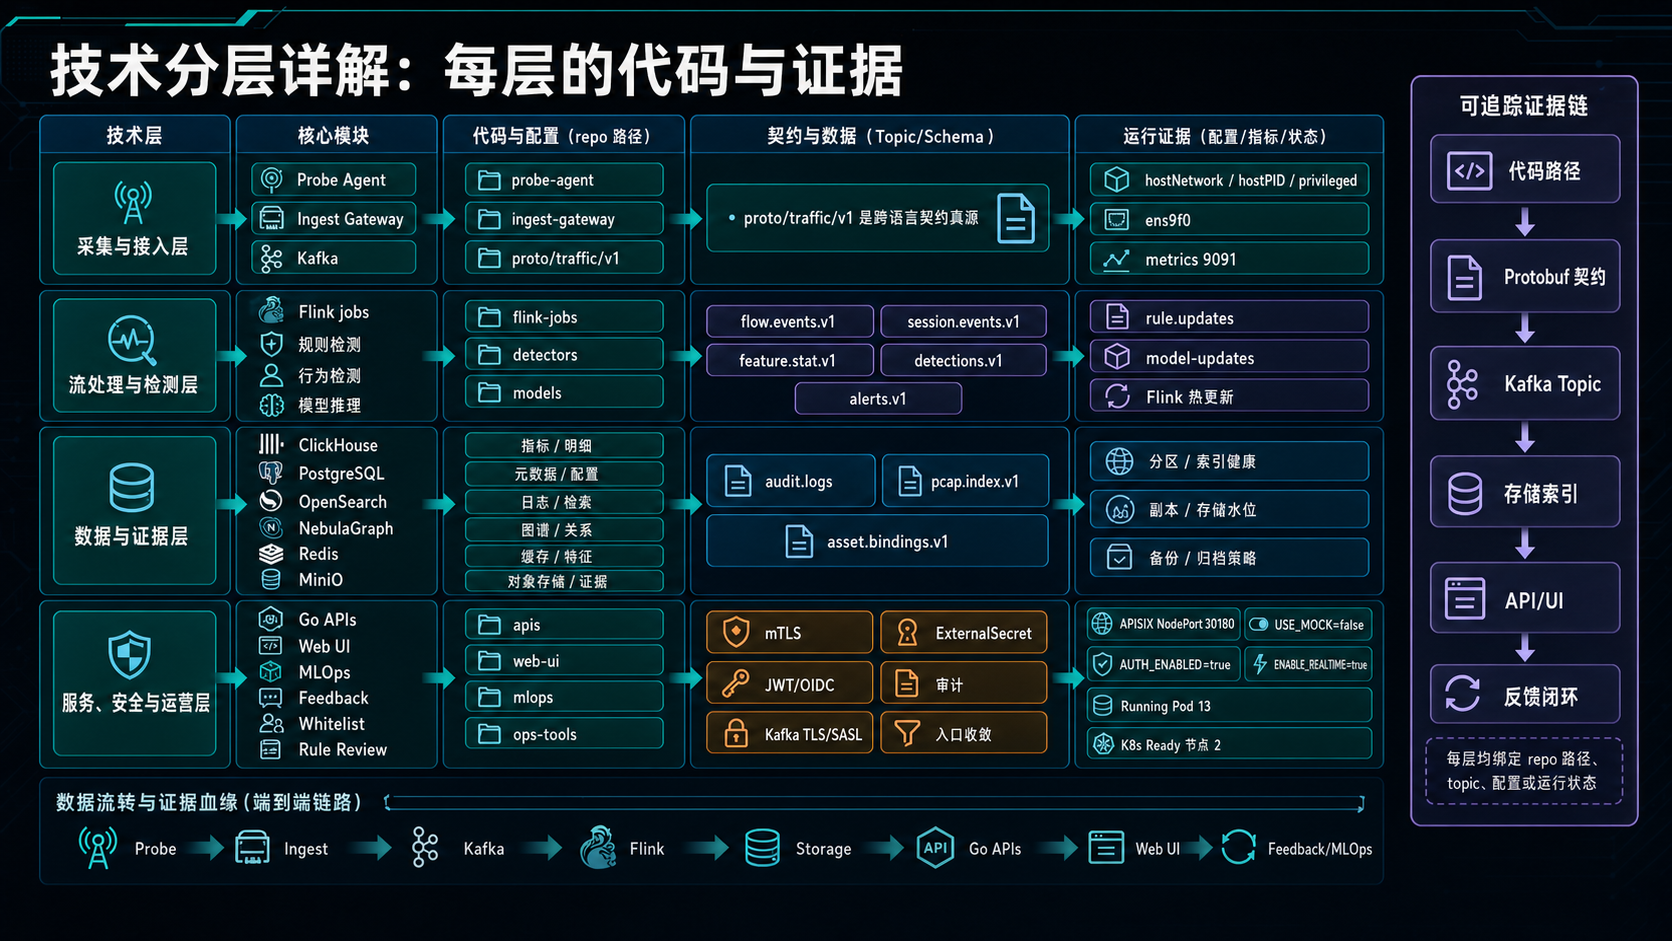 技术分层详解：每层的代码与证据
技术层
核心模块
代码与配置（repo 路径）
契约与数据（Topic/Schema）
运行证据（配置/指标/状态）
采集与接入层
Probe Agent
Ingest Gateway
Kafka
probe-agent
ingest-gateway
proto/traffic/v1
• proto/traffic/v1 是跨语言契约真源
hostNetwork / hostPID / privileged
ens9f0
metrics 9091
流处理与检测层
Flink jobs
规则检测
行为检测
模型推理
flink-jobs
detectors
models
flow.events.v1
session.events.v1
feature.stat.v1
detections.v1
alerts.v1
rule.updates
model-updates
Flink 热更新
数据与证据层
ClickHouse
PostgreSQL
OpenSearch
NebulaGraph
Redis
MiniO
指标 / 明细
元数据 / 配置
日志 / 检索
图谱 / 关系
缓存 / 特征
对象存储 / 证据
audit.logs
pcap.index.v1
asset.bindings.v1
分区 / 索引健康
副本 / 存储水位
备份 / 归档策略
服务、安全与运营层
Go APIs
Web UI
MLOps
Feedback
Whitelist
Rule Review
apis
web-ui
mlops
ops-tools
mTLS
ExternalSecret
JWT/OIDC
审计
Kafka TLS/SASL
入口收敛
APISIX NodePort 30180
USE_MOCK=false
AUTH_ENABLED=true
ENABLE_REALTIME=true
Running Pod 13
K8s Ready 节点 2
数据流转与证据血缘（端到端链路）
Probe
Ingest
Kafka
Flink
Storage
API
Go APIs
Web UI
Feedback/MLOps
可追踪证据链
代码路径
Protobuf 契约
Kafka Topic
存储索引
API/UI
反馈闭环
每层均绑定 repo 路径、
topic、配置或运行状态